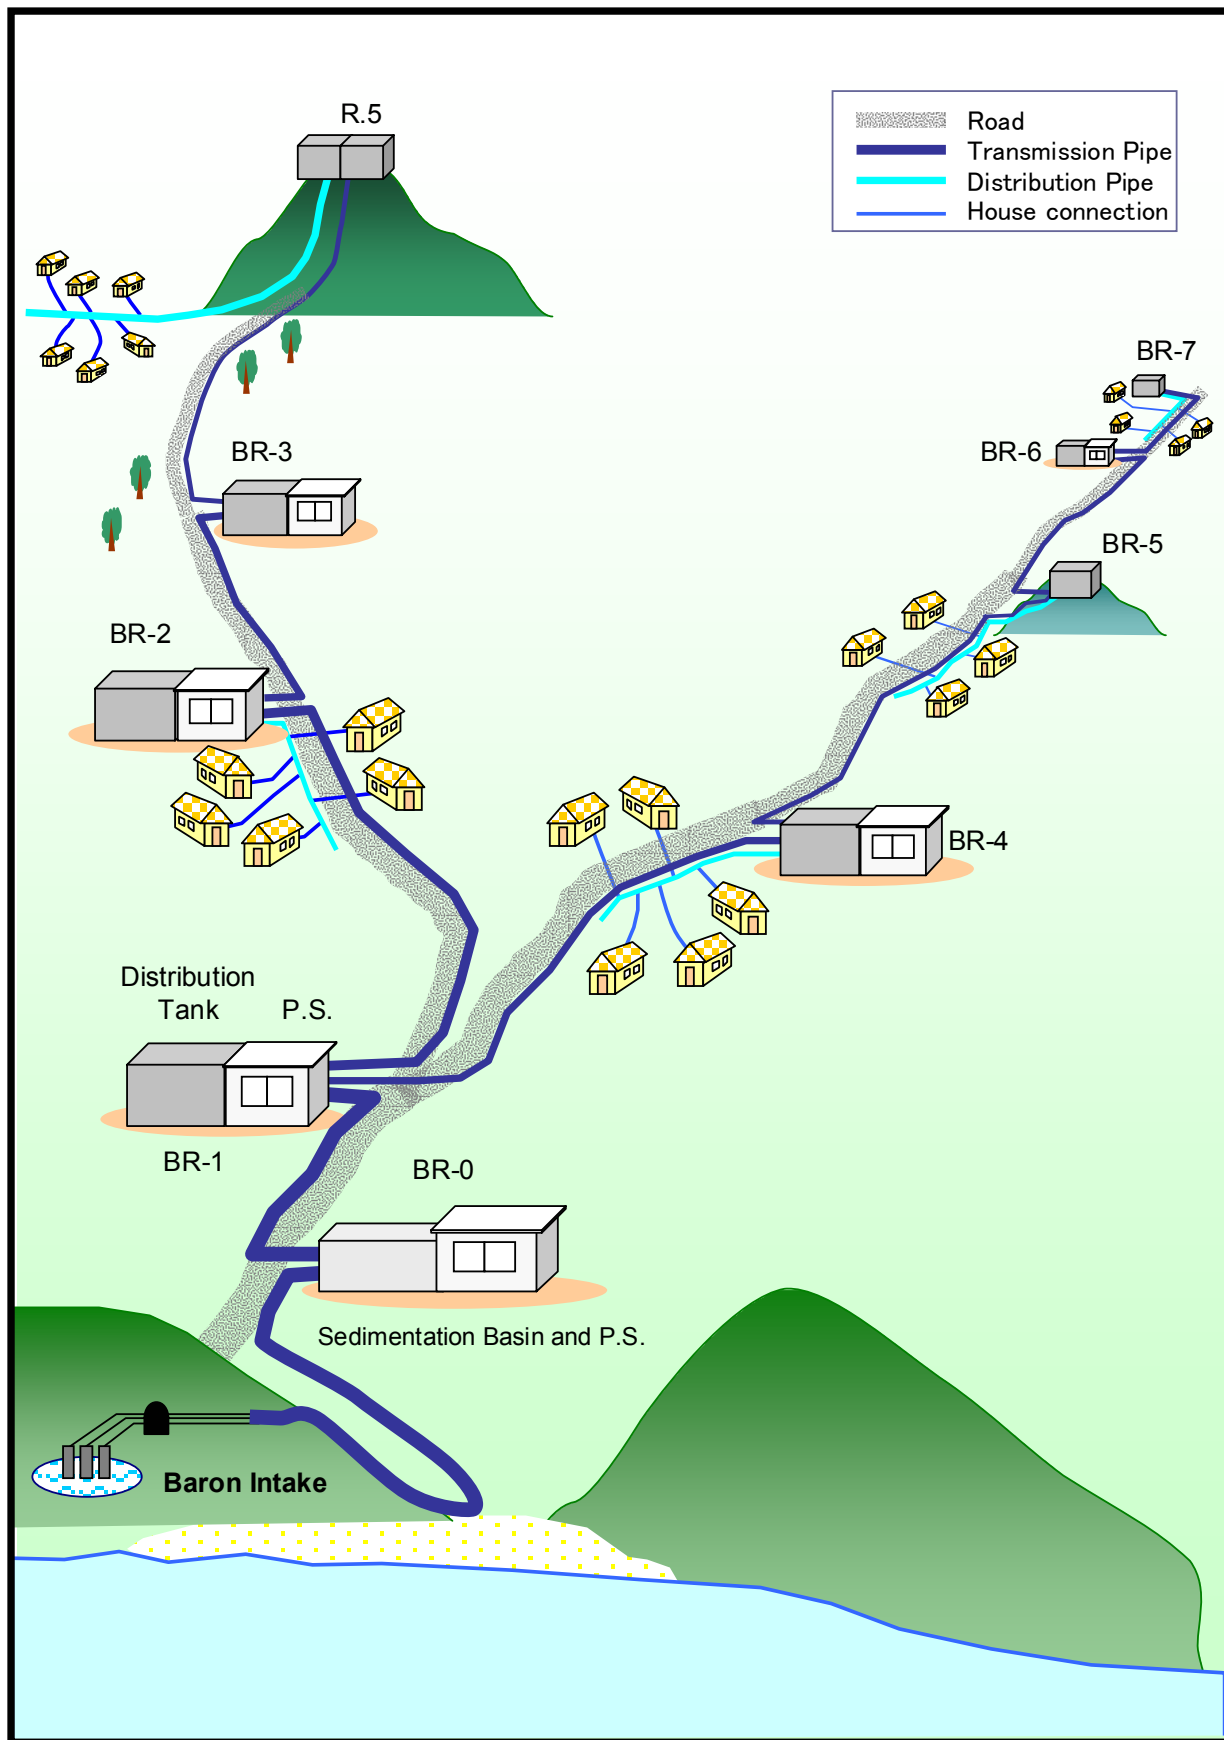 R.5
Road
Transmission Pipe
Distribution Pipe
House connection
BR-7
BR-6
BR-3
BR-5
BR-2
BR-4
Distribution
Tank
P.S.
BR-1
BR-0
Sedimentation Basin and P.S.
Baron Intake